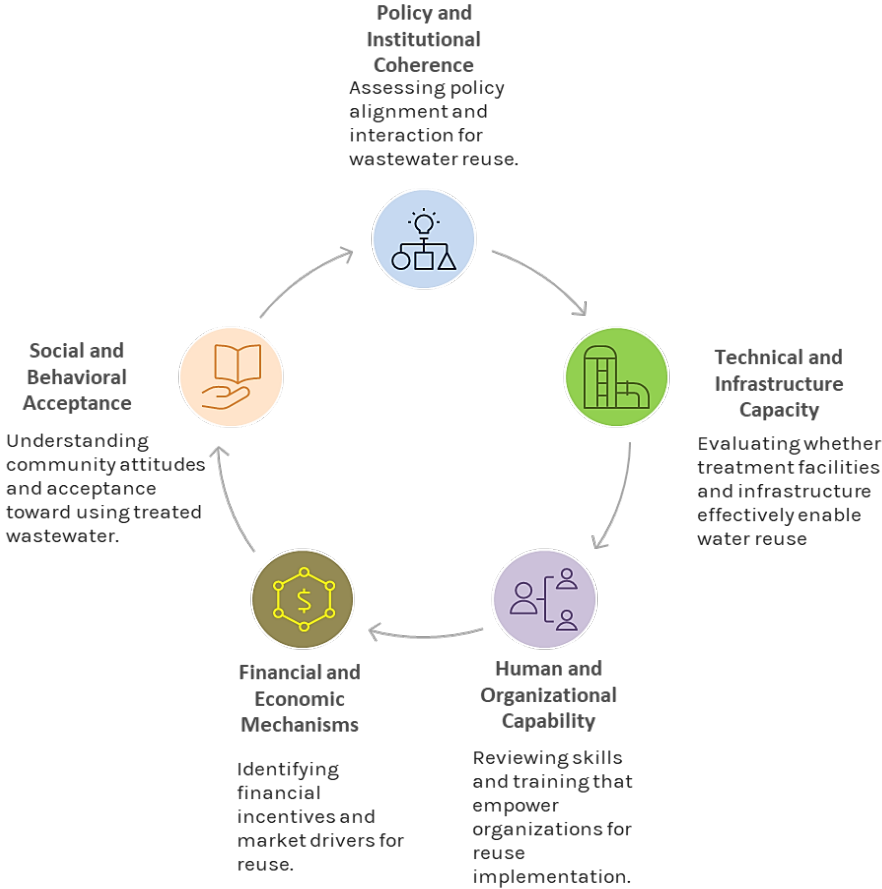 Policy and
Institutional
Coherence
Assessing policy
alignment and
interaction for
wastewater reuse.
Technical and
Infrastructure
Capacity
Evaluating whether
treatment facilities
and infrastructure
effectively enable
water reuse
Human and
Organizational
Capability
Reviewing skills
and training that
empower
organizations for
reuse
implementation.
Financial and
Economic
Mechanisms
Identifying
financial
incentives and
market drivers for
reuse.
Social and
Behavioral
Acceptance
Understanding
community attitudes
and acceptance
toward using treated
wastewater.
$